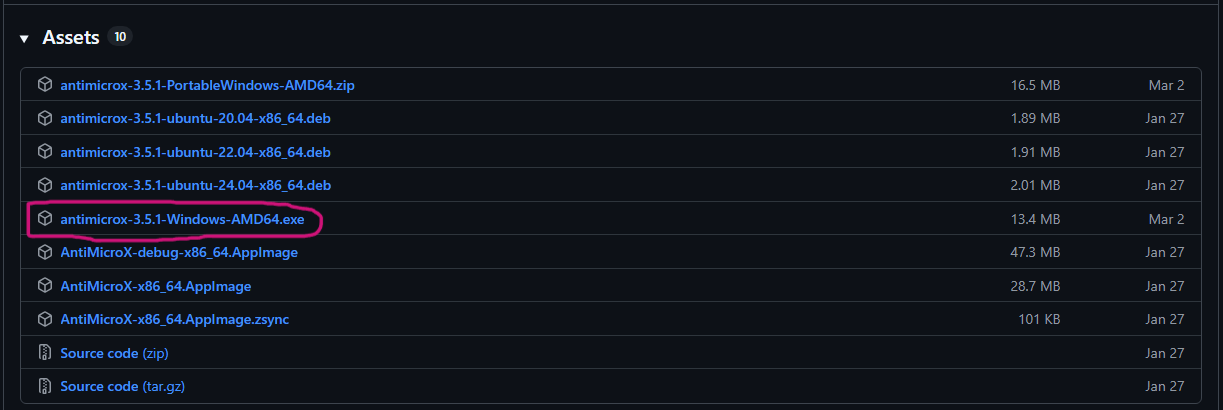 Assets 10
antimicrox-3.5.1-PortableWindows-AMD64.zip 16.5 MB Mar 2
antimicrox-3.5.1-ubuntu-20.04-x86_64.deb 1.89 MB Jan 27
antimicrox-3.5.1-ubuntu-22.04-x86_64.deb 1.91 MB Jan 27
antimicrox-3.5.1-ubuntu-24.04-x86_64.deb 2.01 MB Jan 27
antimicrox-3.5.1-Windows-AMD64.exe 13.4 MB Mar 2
AntiMicroX-debug-x86_64.AppImage 47.3 MB Jan 27
AntiMicroX-x86_64.AppImage 28.7 MB Jan 27
AntiMicroX-x86_64.AppImage.zsync 101 KB Jan 27
Source code (zip) Jan 27
Source code (tar.gz) Jan 27